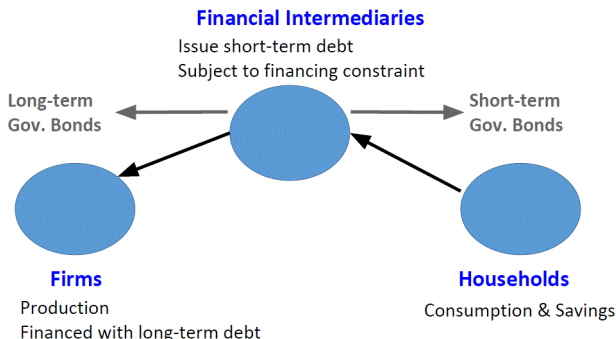 Financial Intermediaries
Issue short-term debt
Subject to financing constraint
Long-term
Gov. Bonds
Short-term
Gov. Bonds
Firms
Production
Financed with long-term debt
Households
Consumption & Savings